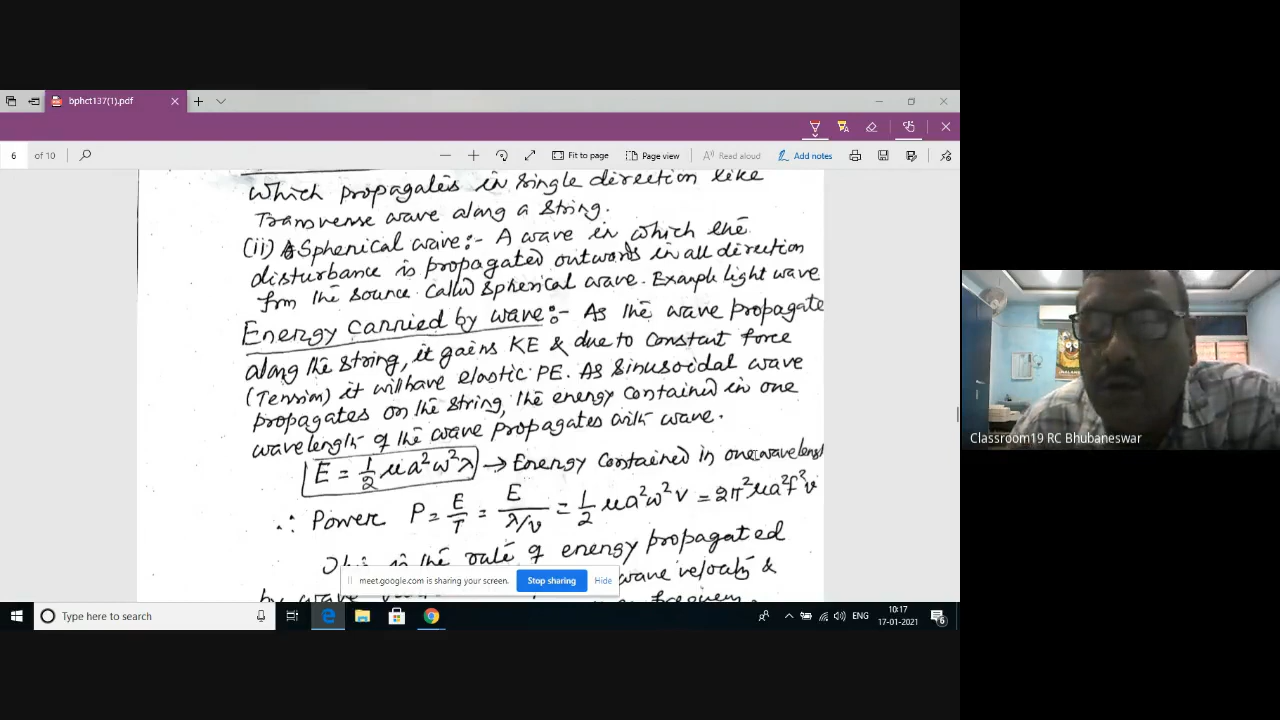 bphct137(1).pdf
6 of 10
Fit to page
Page view
Read aloud
Add notes
Which propagates in single direction like
Transverse wave along a string.
(ii) Spherical wave:- A wave in which the
disturbance is propagated outwards in all direction
from the source Called Spherical wave. Example light wave
Energy carried by wave:- As the wave propagate
along the string, it gains KE & due to constant force
(Tension) it will have elastic PE. As sinusoidal wave
propagates on the string, the energy contained in one
wavelength of the wave propagates with wave.
E = 1/2 μa²ω²λ → Energy contained in one wavelength
∴ Power P = E/T = E/(λ/v) = 1/2 μa²ω²v = 2π²μa²f²v
the rate of energy propagated
by wave wave velocity &
meet.google.com is sharing your screen.
Stop sharing
Hide
Type here to search
ENG
10:17
17-01-2021
6
Classroom19 RC Bhubaneswar